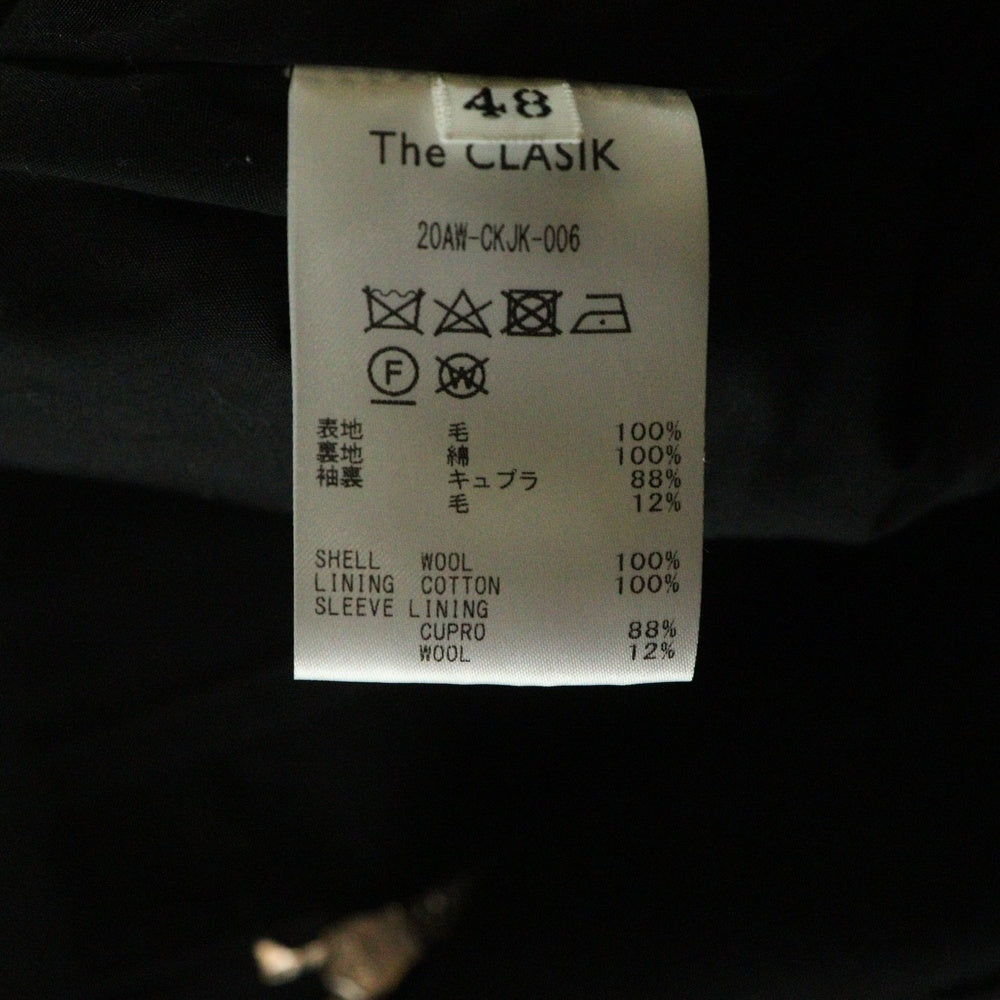 48
The CLASIK
20AW-CKJK-006
F W
表地 毛 100%
裏地 綿 100%
袖裏 キュプラ 88%
毛 12%
SHELL WOOL 100%
LINING COTTON 100%
SLEEVE LINING
CUPRO 88%
WOOL 12%